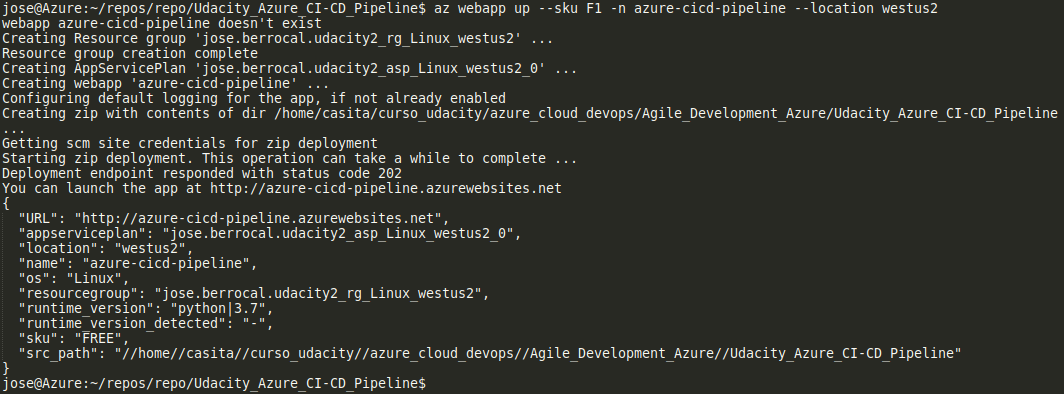 jose@Azure:~/repos/repo/Udacity_Azure_CI-CD_Pipeline$ az webapp up --sku F1 -n azure-cicd-pipeline --location westus2
webapp azure-cicd-pipeline doesn't exist
Creating Resource group 'jose.berrocal.udacity2_rg_Linux_westus2' ...
Resource group creation complete
Creating AppServicePlan 'jose.berrocal.udacity2_asp_Linux_westus2_0' ...
Creating webapp 'azure-cicd-pipeline' ...
Configuring default logging for the app, if not already enabled
Creating zip with contents of dir /home/casita/curso_udacity/azure_cloud_devops/Agile_Development_Azure/Udacity_Azure_CI-CD_Pipeline
...
Getting scm site credentials for zip deployment
Starting zip deployment. This operation can take a while to complete ...
Deployment endpoint responded with status code 202
You can launch the app at http://azure-cicd-pipeline.azurewebsites.net
{
  "URL": "http://azure-cicd-pipeline.azurewebsites.net",
  "appserviceplan": "jose.berrocal.udacity2_asp_Linux_westus2_0",
  "location": "westus2",
  "name": "azure-cicd-pipeline",
  "os": "Linux",
  "resourcegroup": "jose.berrocal.udacity2_rg_Linux_westus2",
  "runtime_version": "python|3.7",
  "runtime_version_detected": "-",
  "sku": "FREE",
  "src_path": "//home//casita//curso_udacity//azure_cloud_devops//Agile_Development_Azure//Udacity_Azure_CI-CD_Pipeline"
}
jose@Azure:~/repos/repo/Udacity_Azure_CI-CD_Pipeline$